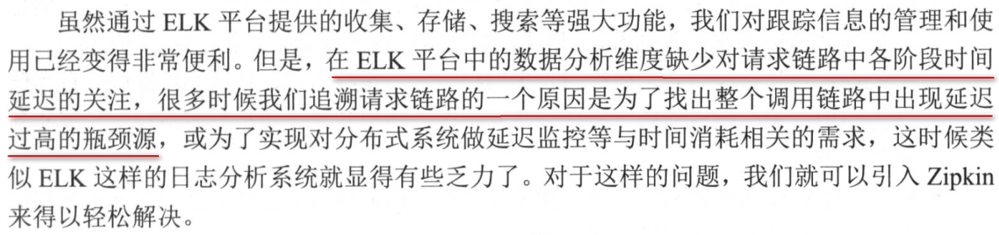 虽然通过 ELK 平台提供的收集、存储、搜索等强大功能，我们对跟踪信息的管理和使
用已经变得非常便利。但是，在 ELK 平台中的数据分析维度缺少对请求链路中各阶段时间
延迟的关注，很多时候我们追溯请求链路的一个原因是为了找出整个调用链路中出现延迟
过高的瓶颈源，或为了实现对分布式系统做延迟监控等与时间消耗相关的需求，这时候类
似 ELK 这样的日志分析系统就显得有些乏力了。对于这样的问题，我们就可以引入 Zipkin
来得以轻松解决。